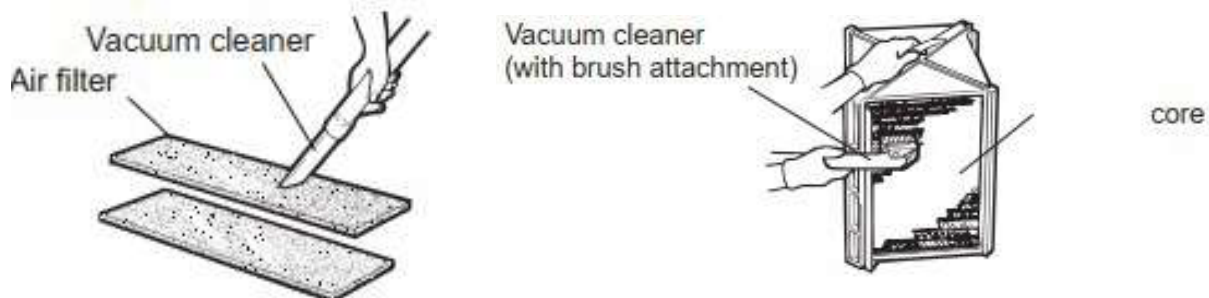 Vacuum cleaner
Air filter
Vacuum cleaner
(with brush attachment)
core